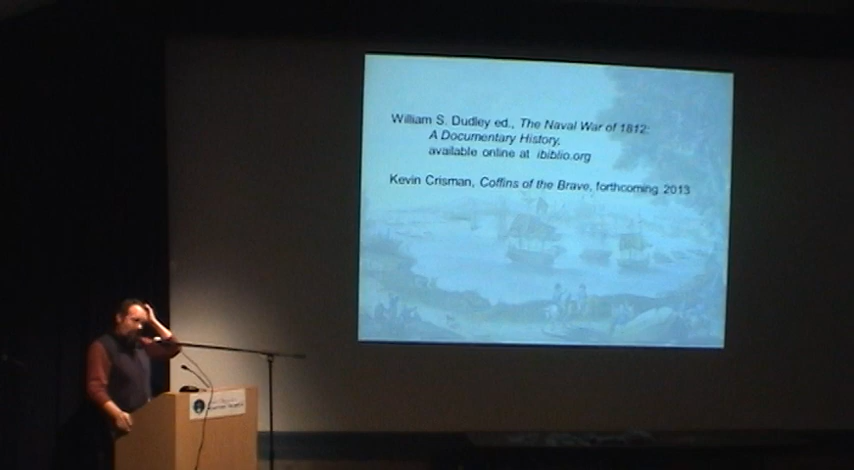 William S. Dudley ed., The Naval War of 1812:
A Documentary History,
available online at ibiblio.org
Kevin Crisman, Coffins of the Brave, forthcoming 2013